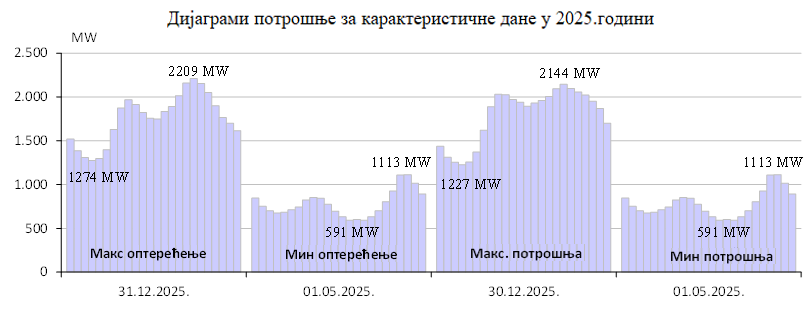 Дијаграми потрошње за карактеристичне дане у 2025.години
MW
2.500
2.000
1.500
1.000
500
0
2209 MW
1274 MW
Макс оптерећење
1113 MW
591 MW
Мин оптерећење
2144 MW
1227 MW
Макс. потрошња
1113 MW
591 MW
Мин потрошња
31.12.2025.
01.05.2025.
30.12.2025.
01.05.2025.